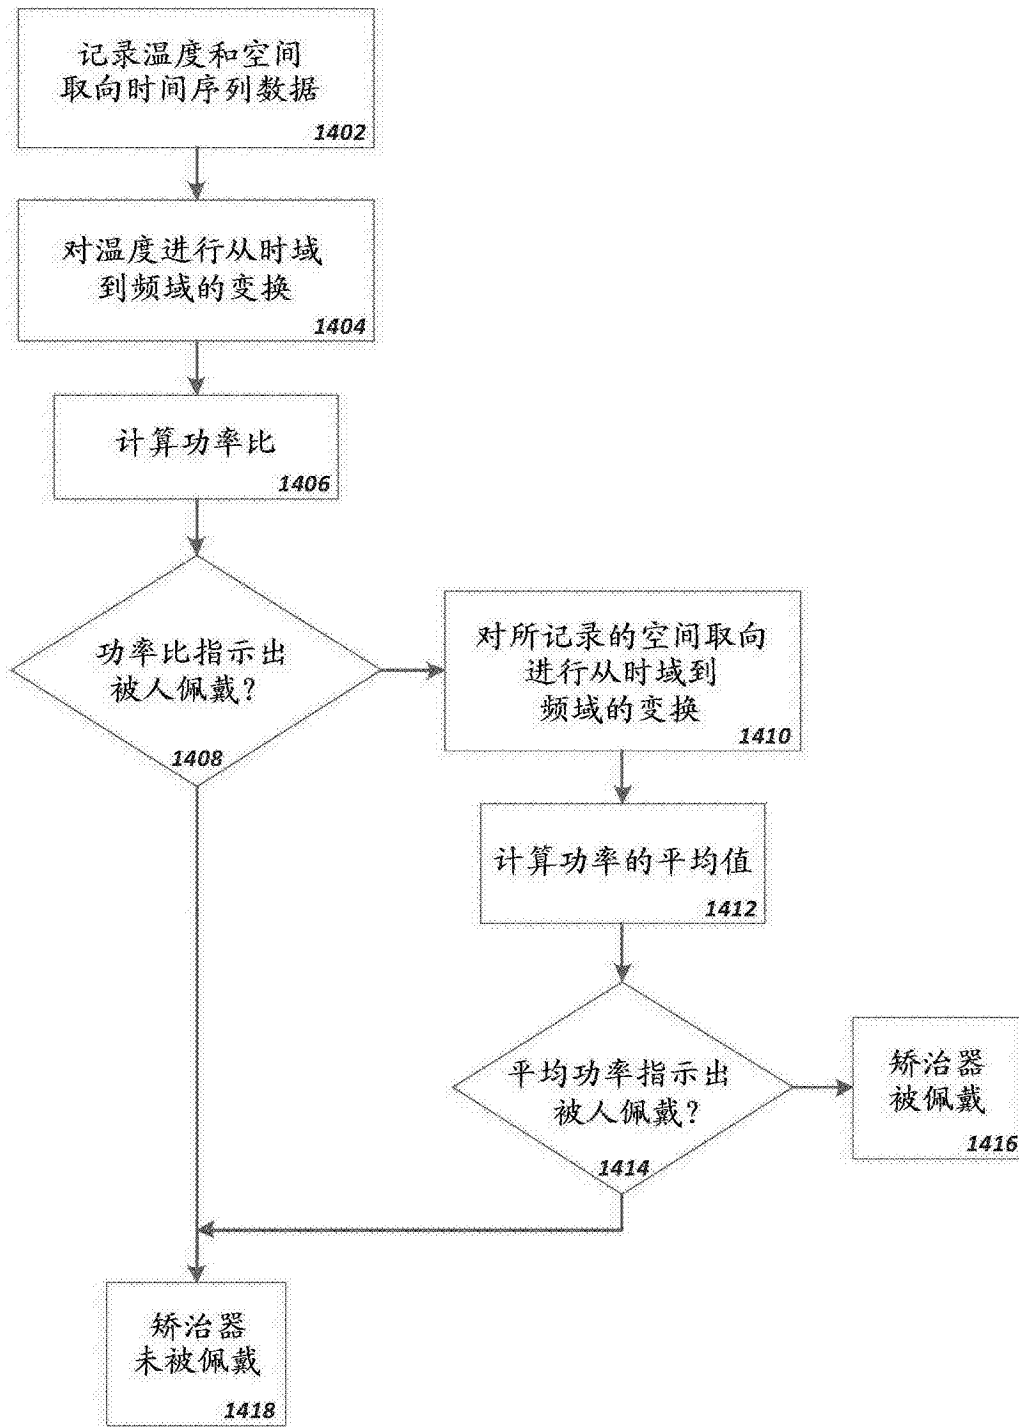 记录温度和空间
取向时间序列数据
1402
对温度进行从时域
到频域的变换
1404
计算功率比
1406
功率比指示出
被人佩戴?
1408
对所记录的空间取向
进行从时域到
频域的变换
1410
计算功率的平均值
1412
平均功率指示出
被人佩戴?
1414
矫治器
被佩戴
1416
矫治器
未被佩戴
1418